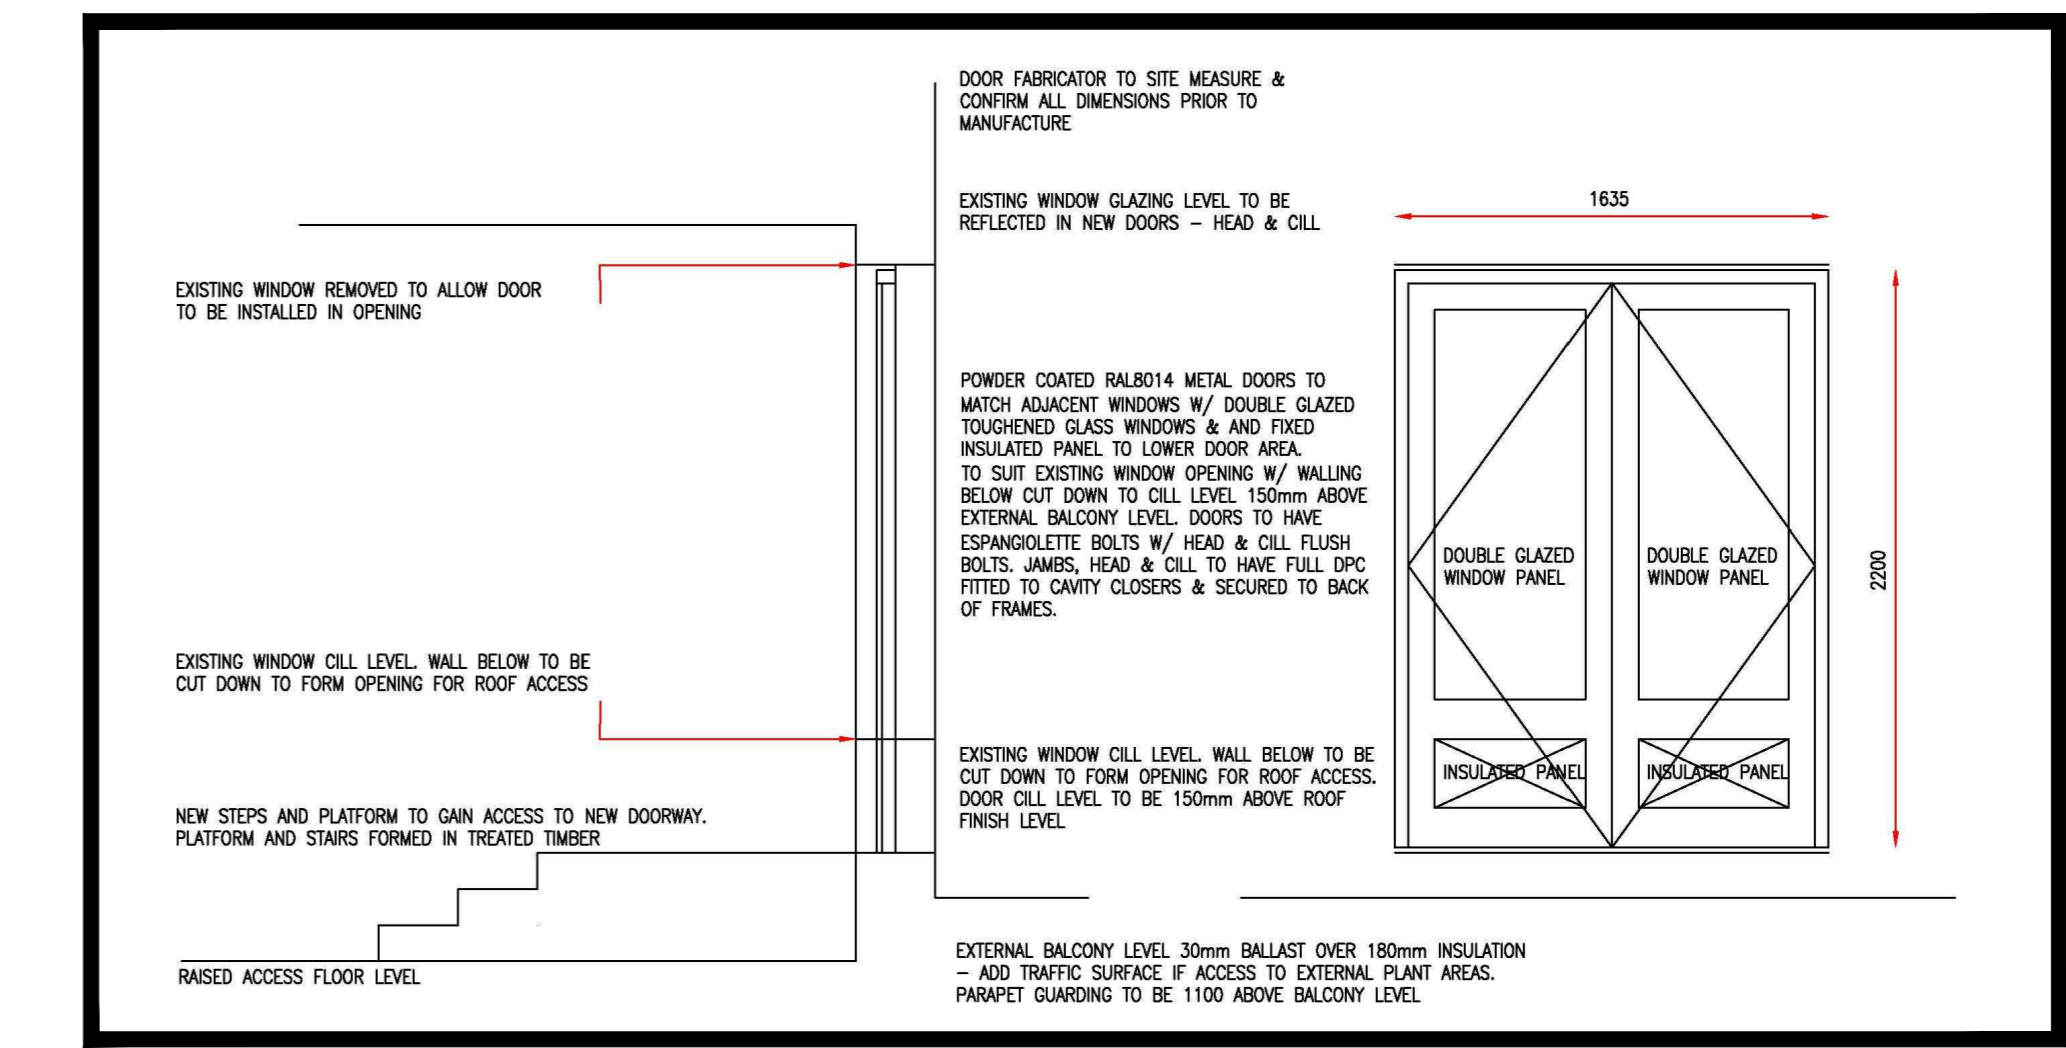 DOOR FABRICATOR TO SITE MEASURE &
CONFIRM ALL DIMENSIONS PRIOR TO
MANUFACTURE
EXISTING WINDOW GLAZING LEVEL TO BE
REFLECTED IN NEW DOORS – HEAD & CILL
1635
EXISTING WINDOW REMOVED TO ALLOW DOOR
TO BE INSTALLED IN OPENING
POWDER COATED RAL8014 METAL DOORS TO
MATCH ADJACENT WINDOWS W/ DOUBLE GLAZED
TOUGHENED GLASS WINDOWS & AND FIXED
INSULATED PANEL TO LOWER DOOR AREA.
TO SUIT EXISTING WINDOW OPENING W/ WALLING
BELOW CUT DOWN TO CILL LEVEL 150mm ABOVE
EXTERNAL BALCONY LEVEL. DOORS TO HAVE
ESPANGIOLETTE BOLTS W/ HEAD & CILL FLUSH
BOLTS. JAMBS, HEAD & CILL TO HAVE FULL DPC
FITTED TO CAVITY CLOSERS & SECURED TO BACK
OF FRAMES.
DOUBLE GLAZED
WINDOW PANEL
DOUBLE GLAZED
WINDOW PANEL
2200
EXISTING WINDOW CILL LEVEL. WALL BELOW TO BE
CUT DOWN TO FORM OPENING FOR ROOF ACCESS
EXISTING WINDOW CILL LEVEL. WALL BELOW TO BE
CUT DOWN TO FORM OPENING FOR ROOF ACCESS.
DOOR CILL LEVEL TO BE 150mm ABOVE ROOF
FINISH LEVEL
INSULATED PANEL
INSULATED PANEL
NEW STEPS AND PLATFORM TO GAIN ACCESS TO NEW DOORWAY.
PLATFORM AND STAIRS FORMED IN TREATED TIMBER
RAISED ACCESS FLOOR LEVEL
EXTERNAL BALCONY LEVEL 30mm BALLAST OVER 180mm INSULATION
– ADD TRAFFIC SURFACE IF ACCESS TO EXTERNAL PLANT AREAS.
PARAPET GUARDING TO BE 1100 ABOVE BALCONY LEVEL